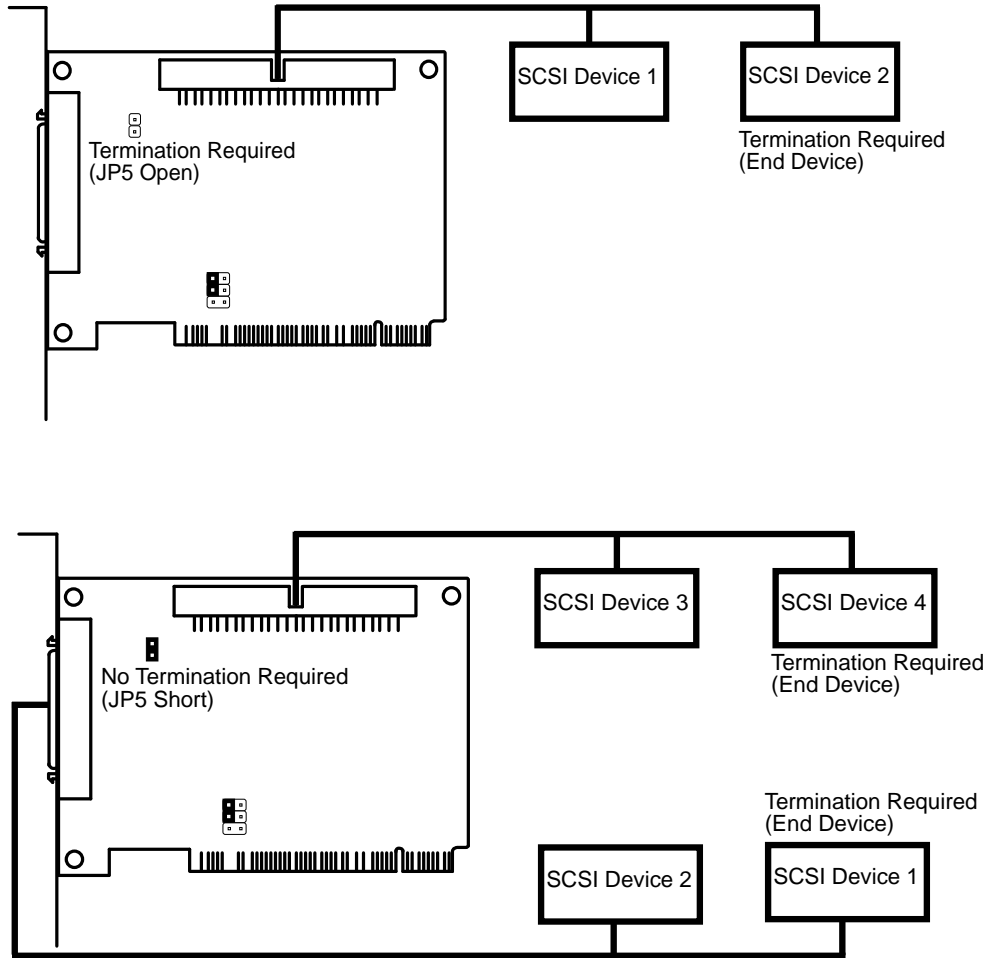 SCSI Device 1
SCSI Device 2
Termination Required
(End Device)
Termination Required
(JP5 Open)
SCSI Device 3
SCSI Device 4
Termination Required
(End Device)
No Termination Required
(JP5 Short)
Termination Required
(End Device)
SCSI Device 2
SCSI Device 1